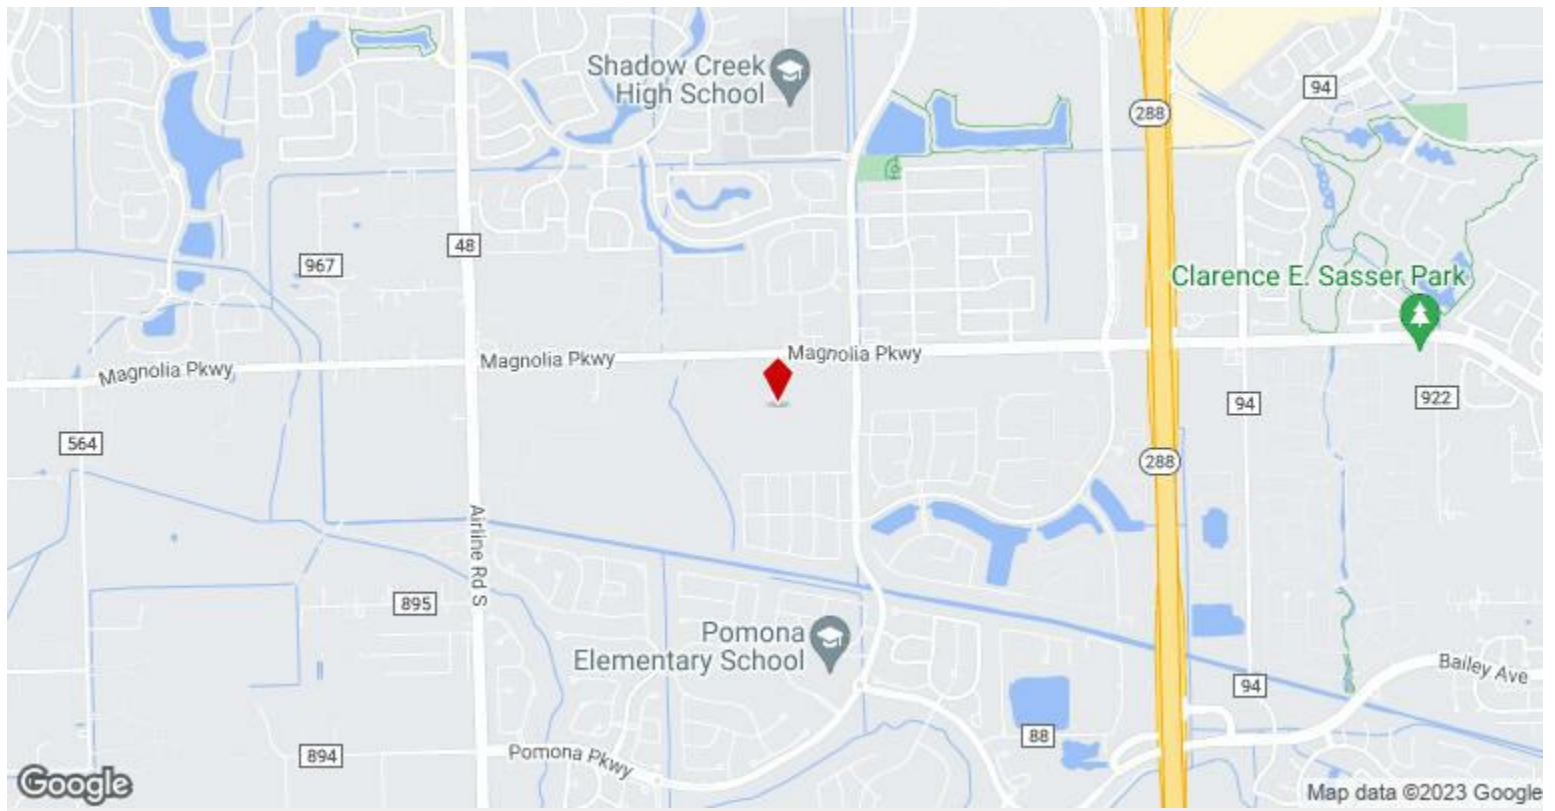 Shadow Creek
High School
94
288
48
967
Clarence E. Sasser Park
Magnolia Pkwy
Magnolia Pkwy
Magnolia Pkwy
922
94
564
288
Airline Rd S
895
Pomona
Elementary School
Bailey Ave
94
88
Pomona Pkwy
894
Google
Map data ©2023 Google